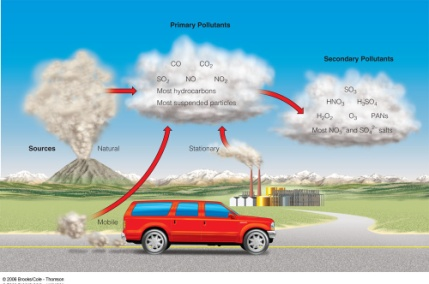 Primary Pollutants
CO CO₂
SO₂ NO NO₂
Most hydrocarbons
Most suspended particles
Secondary Pollutants
SO₃
HNO₃ H₂SO₄
H₂O₂ O₃ PANs
Most NO₃⁻ and SO₄²⁻ salts
Sources Natural Stationary
Mobile
© 2006 Brooks/Cole - Thomson